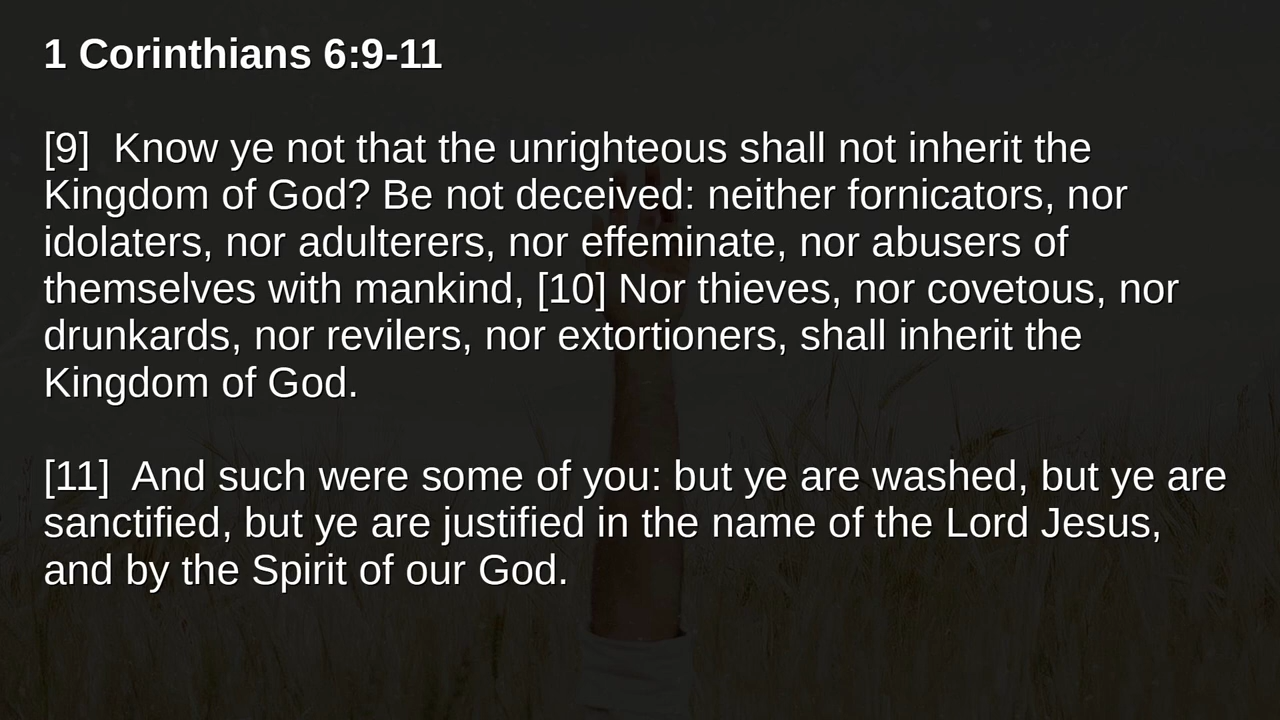 1 Corinthians 6:9-11
[9]  Know ye not that the unrighteous shall not inherit the
Kingdom of God? Be not deceived: neither fornicators, nor
idolaters, nor adulterers, nor effeminate, nor abusers of
themselves with mankind, [10] Nor thieves, nor covetous, nor
drunkards, nor revilers, nor extortioners, shall inherit the
Kingdom of God.
[11]  And such were some of you: but ye are washed, but ye are
sanctified, but ye are justified in the name of the Lord Jesus,
and by the Spirit of our God.